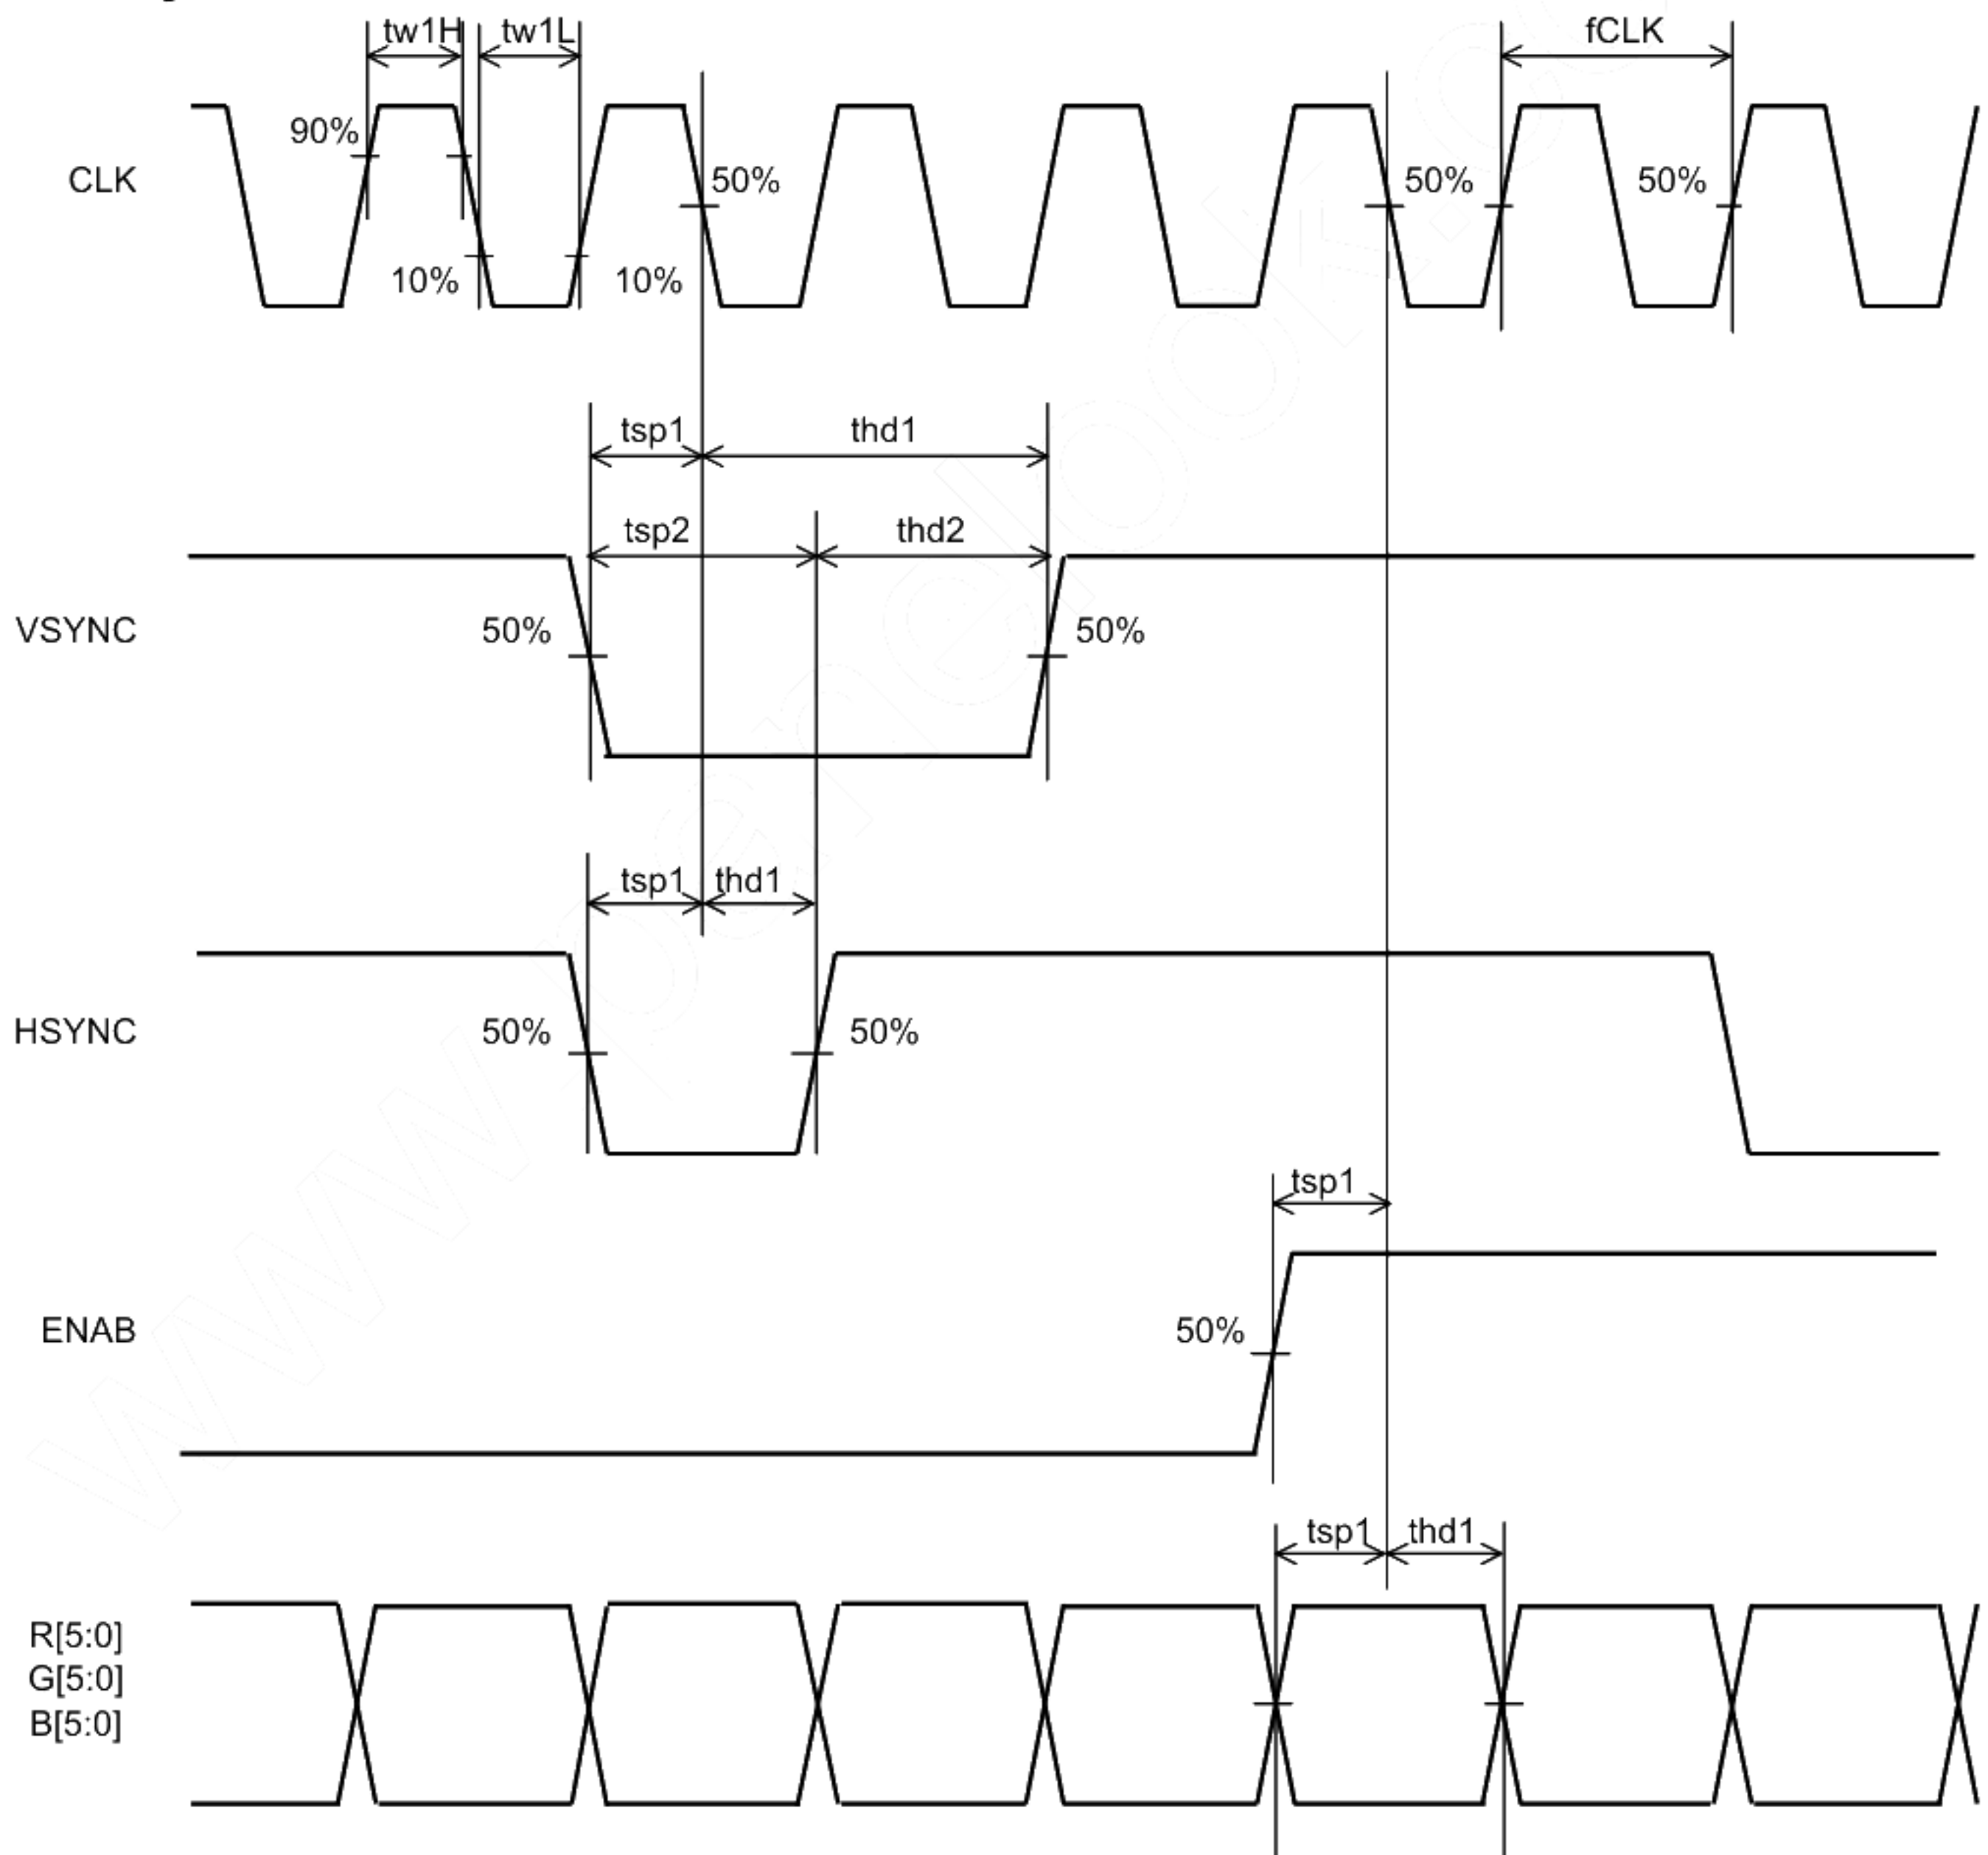 tw1H tw1L fCLK
90%
CLK 50% 50% 50%
10% 10%
tsp1 thd1
tsp2 thd2
VSYNC 50% 50%
tsp1 thd1
HSYNC 50% 50%
tsp1
ENAB 50%
tsp1 thd1
R[5:0]
G[5:0]
B[5:0]